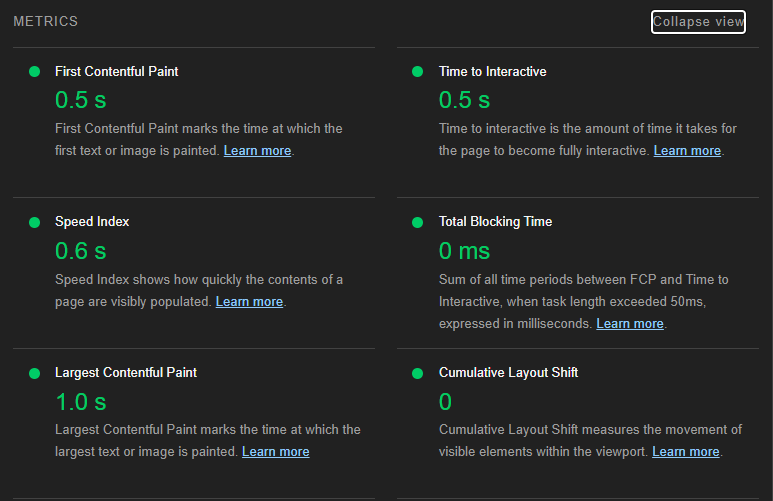 METRICS
Collapse view
First Contentful Paint
0.5 s
First Contentful Paint marks the time at which the
first text or image is painted. Learn more.
Time to Interactive
0.5 s
Time to interactive is the amount of time it takes for
the page to become fully interactive. Learn more.
Speed Index
0.6 s
Speed Index shows how quickly the contents of a
page are visibly populated. Learn more.
Total Blocking Time
0 ms
Sum of all time periods between FCP and Time to
Interactive, when task length exceeded 50ms,
expressed in milliseconds. Learn more.
Largest Contentful Paint
1.0 s
Largest Contentful Paint marks the time at which the
largest text or image is painted. Learn more
Cumulative Layout Shift
0
Cumulative Layout Shift measures the movement of
visible elements within the viewport. Learn more.